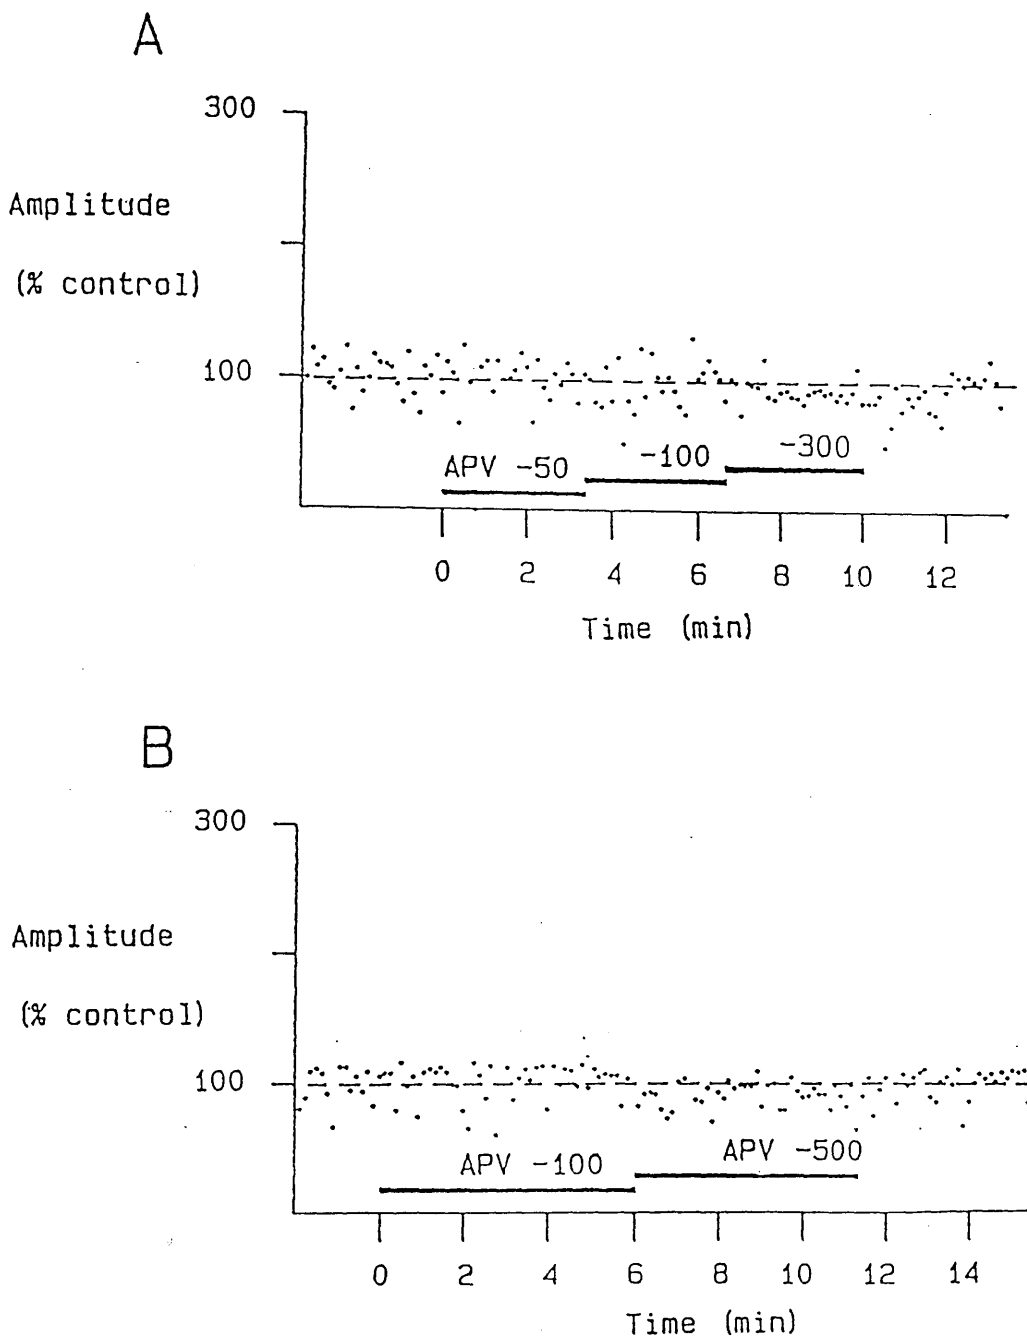 A
300
Amplitude
(% control)
100
APV -50 -100 -300
0 2 4 6 8 10 12
Time (min)
B
300
Amplitude
(% control)
100
APV -100 APV -500
0 2 4 6 8 10 12 14
Time (min)